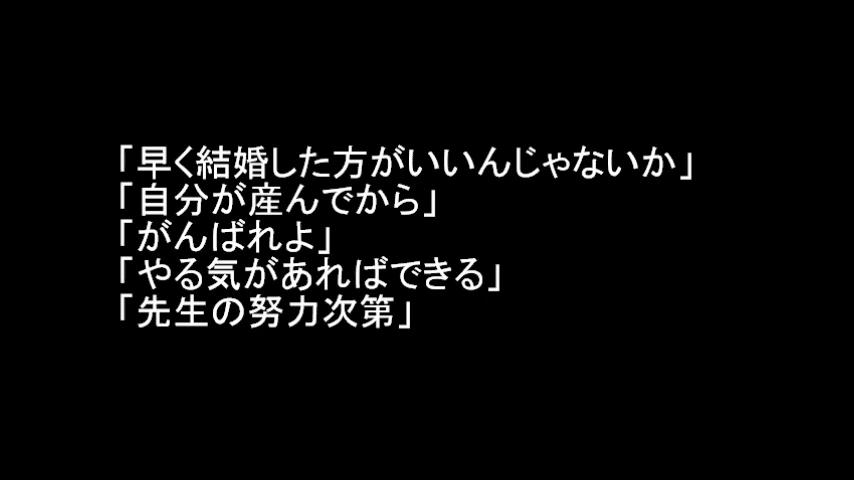 「早く結婚した方がいいんじゃないか」
「自分が産んでから」
「がんばれよ」
「やる気があればできる」
「先生の努力次第」